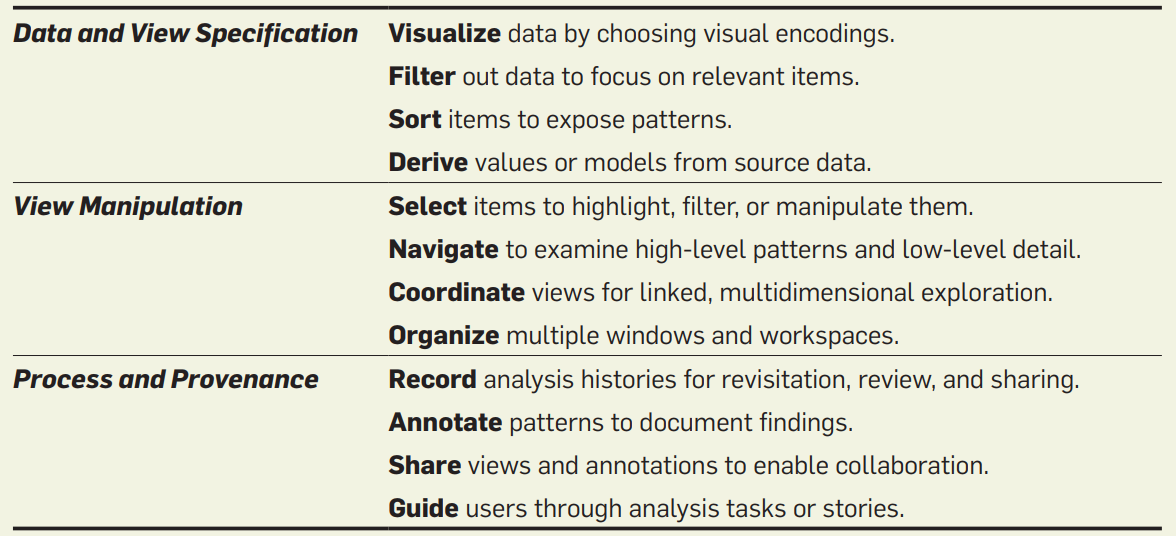 Data and View Specification Visualize data by choosing visual encodings.
Filter out data to focus on relevant items.
Sort items to expose patterns.
Derive values or models from source data.
View Manipulation Select items to highlight, filter, or manipulate them.
Navigate to examine high-level patterns and low-level detail.
Coordinate views for linked, multidimensional exploration.
Organize multiple windows and workspaces.
Process and Provenance Record analysis histories for revisitation, review, and sharing.
Annotate patterns to document findings.
Share views and annotations to enable collaboration.
Guide users through analysis tasks or stories.